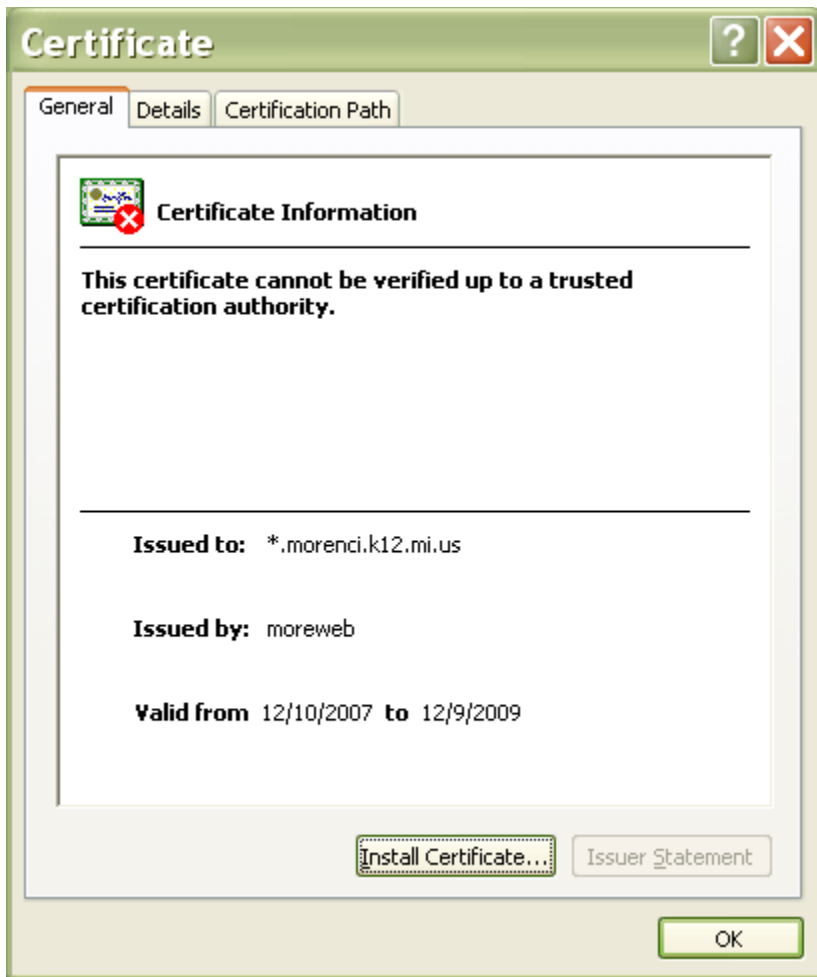 Certificate
General Details Certification Path
Certificate Information
This certificate cannot be verified up to a trusted
certification authority.
Issued to: *.morenci.k12.mi.us
Issued by: moreweb
Valid from 12/10/2007 to 12/9/2009
Install Certificate... Issuer Statement
OK